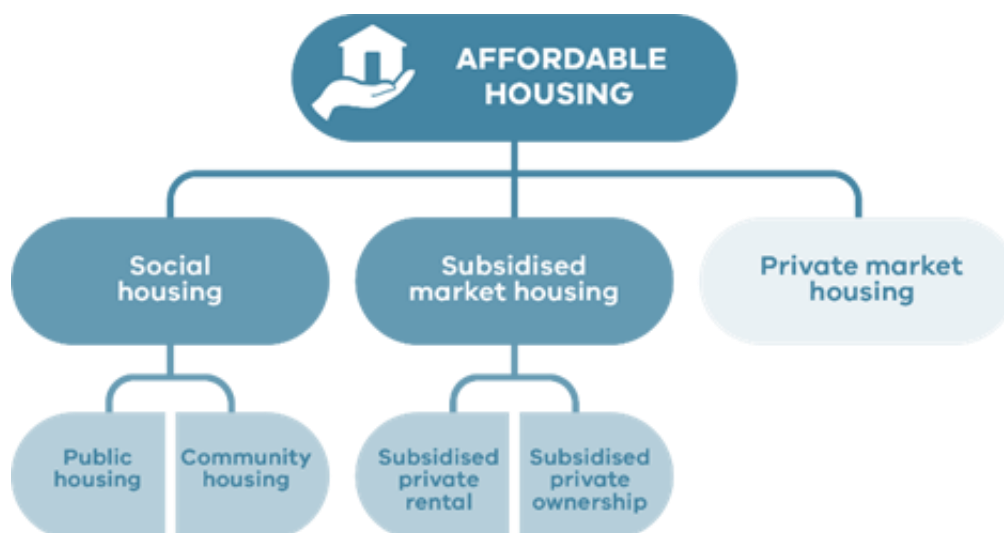 AFFORDABLE
HOUSING
Social
housing
Subsidised
market housing
Private market
housing
Public
housing
Community
housing
Subsidised
private
rental
Subsidised
private
ownership